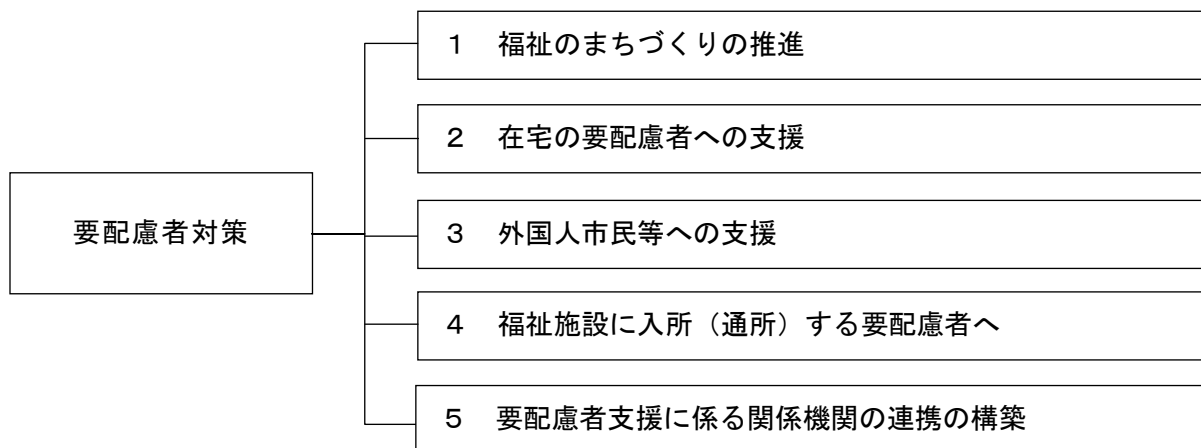 1 福祉のまちづくりの推進
2 在宅の要配慮者への支援
要配慮者対策
3 外国人市民等への支援
4 福祉施設に入所（通所）する要配慮者へ
5 要配慮者支援に係る関係機関の連携の構築